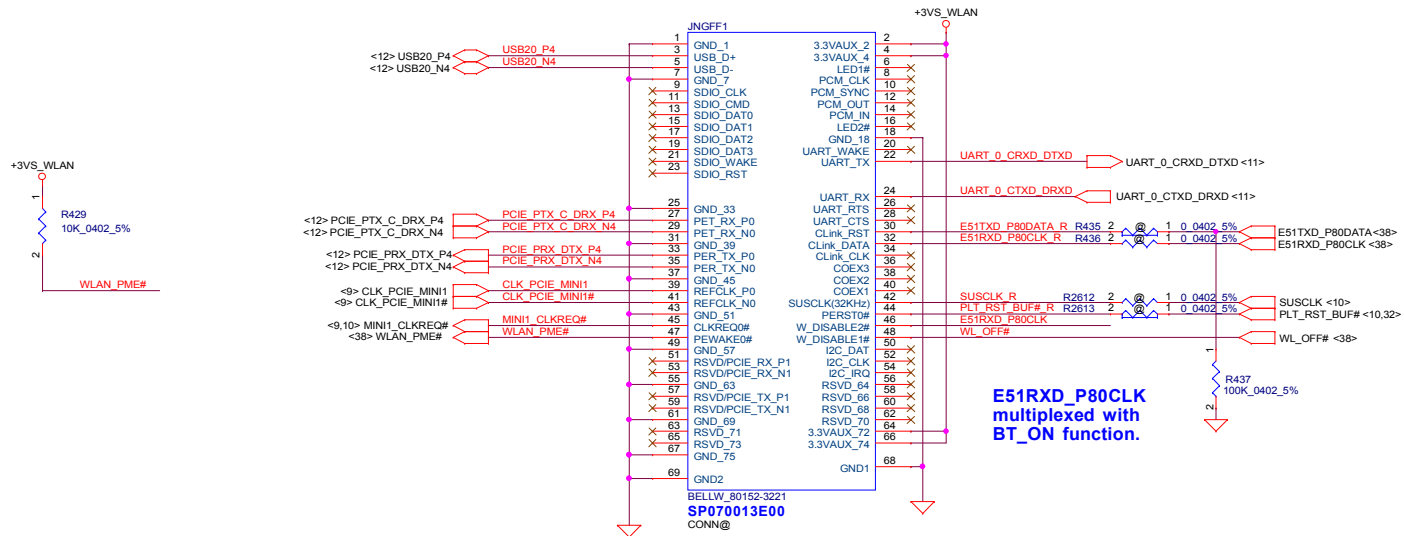 +3VS_WLAN
JNGFF1
1 GND_1 3.3VAUX_2 2
<12> USB20_P4 USB20_P4 3 USB_D+ 3.3VAUX_4 4
<12> USB20_N4 USB20_N4 5 USB_D- LED1# 6
7 GND_7 PCM_CLK 8
9 SDIO_CLK PCM_SYNC 10
11 SDIO_CMD PCM_OUT 12
13 SDIO_DAT0 PCM_IN 14
15 SDIO_DAT1 LED2# 16
17 SDIO_DAT2 GND_18 18
19 SDIO_DAT3 UART_WAKE 20
21 SDIO_WAKE UART_TX 22 UART_0_CRXD_DTXD UART_0_CRXD_DTXD <11>
23 SDIO_RST
+3VS_WLAN
1
R429
10K_0402_5%
2
WLAN_PME#
UART_RX 24 UART_0_CTXD_DRXD UART_0_CTXD_DRXD <11>
25 GND_33 UART_RTS 26
<12> PCIE_PTX_C_DRX_P4 PCIE_PTX_C_DRX_P4 27 PET_RX_P0 UART_CTS 28
<12> PCIE_PTX_C_DRX_N4 PCIE_PTX_C_DRX_N4 29 PET_RX_N0 CLink_RST 30 E51TXD_P80DATA_R R435 2 @ 1 0_0402_5% E51TXD_P80DATA<38>
31 GND_39 CLink_DATA 32 E51RXD_P80CLK_R R436 2 @ 1 0_0402_5% E51RXD_P80CLK <38>
<12> PCIE_PRX_DTX_P4 PCIE_PRX_DTX_P4 33 PER_TX_P0 CLink_CLK 34
<12> PCIE_PRX_DTX_N4 PCIE_PRX_DTX_N4 35 PER_TX_N0 COEX3 36
37 GND_45 COEX2 38
<9> CLK_PCIE_MINI1 CLK_PCIE_MINI1 39 REFCLK_P0 COEX1 40
<9> CLK_PCIE_MINI1# CLK_PCIE_MINI1# 41 REFCLK_N0 SUSCLK(32KHz) 42 SUSCLK_R R2612 2 @ 1 0_0402_5% SUSCLK <10>
43 GND_51 PERST0# 44 PLT_RST_BUF#_R R2613 2 @ 1 0_0402_5% PLT_RST_BUF# <10,32>
<9,10> MINI1_CLKREQ# MINI1_CLKREQ# 45 CLKREQ0# W_DISABLE2# 46 E51RXD_P80CLK
<38> WLAN_PME# WLAN_PME# 47 PEWAKE0# W_DISABLE1# 48 WL_OFF# WL_OFF# <38>
49 GND_57 I2C_DAT 50
51 RSVD/PCIE_RX_P1 I2C_CLK 52
53 RSVD/PCIE_RX_N1 I2C_IRQ 54
55 GND_63 RSVD_64 56
57 RSVD/PCIE_TX_P1 RSVD_66 58
59 RSVD/PCIE_TX_N1 RSVD_68 60
61 GND_69 RSVD_70 62
63 RSVD_71 3.3VAUX_72 64
65 RSVD_73 3.3VAUX_74 66
67 GND_75
GND1 68
69 GND2
1
R437
100K_0402_5%
2
E51RXD_P80CLK
multiplexed with
BT_ON function.
BELLW_80152-3221
SP070013E00
CONN@